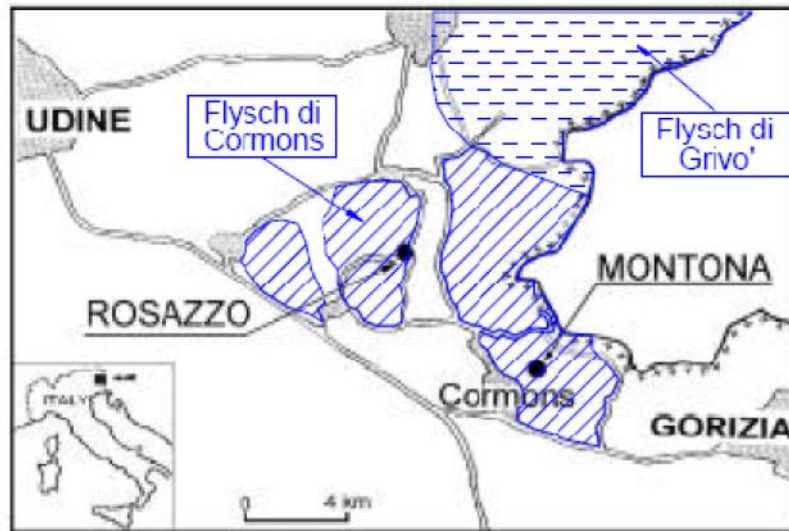 UDINE
Flysch di
Cormons
Flysch di
Grivo'
ROSAZZO
MONTONA
Cormons
GORIZIA
ITALY
0 4 km